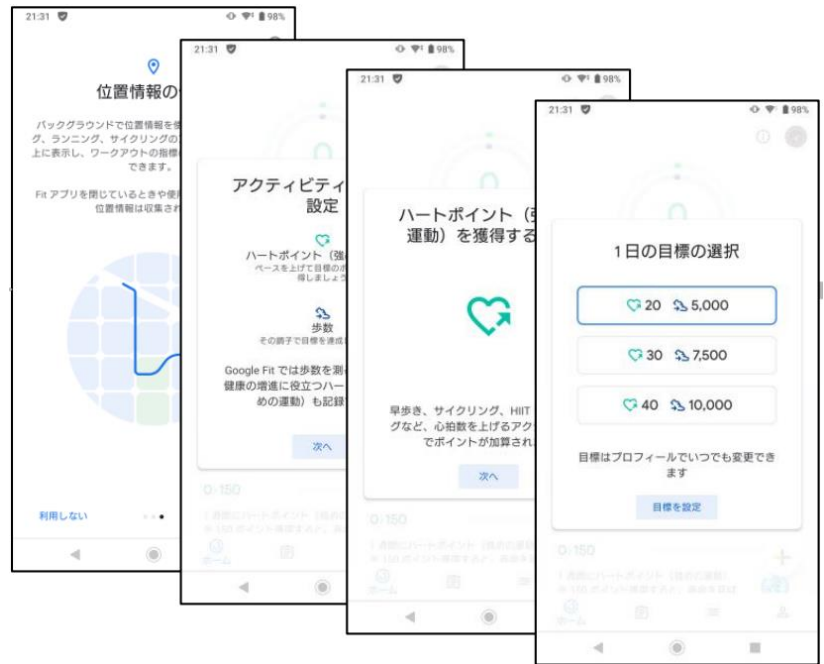 21:31
98%
位置情報の
バックグラウンドで位置情報を使
グ、ランニング、サイクリングの
上に表示し、ワークアウトの指標
できます。
Fit アプリを閉じているときや使
位置情報は収集され
利用しない
21:31
98%
アクティビティ
設定
ハートポイント（強
ペースを上げて目標のポ
得しましょう
歩数
その調子で目標を達成
Google Fit では歩数を測
健康の増進に役立つハー
めの運動）も記録
次へ
0/150
ホーム
21:31
98%
ハートポイント（強
運動）を獲得する
早歩き、サイクリング、HIIT
グなど、心拍数を上げるアク
でポイントが加算され
次へ
0/150
ホーム
21:31
98%
1日の目標の選択
20 5,000
30 7,500
40 10,000
目標はプロフィールでいつでも変更でき
ます
目標を設定
0/150
ホーム